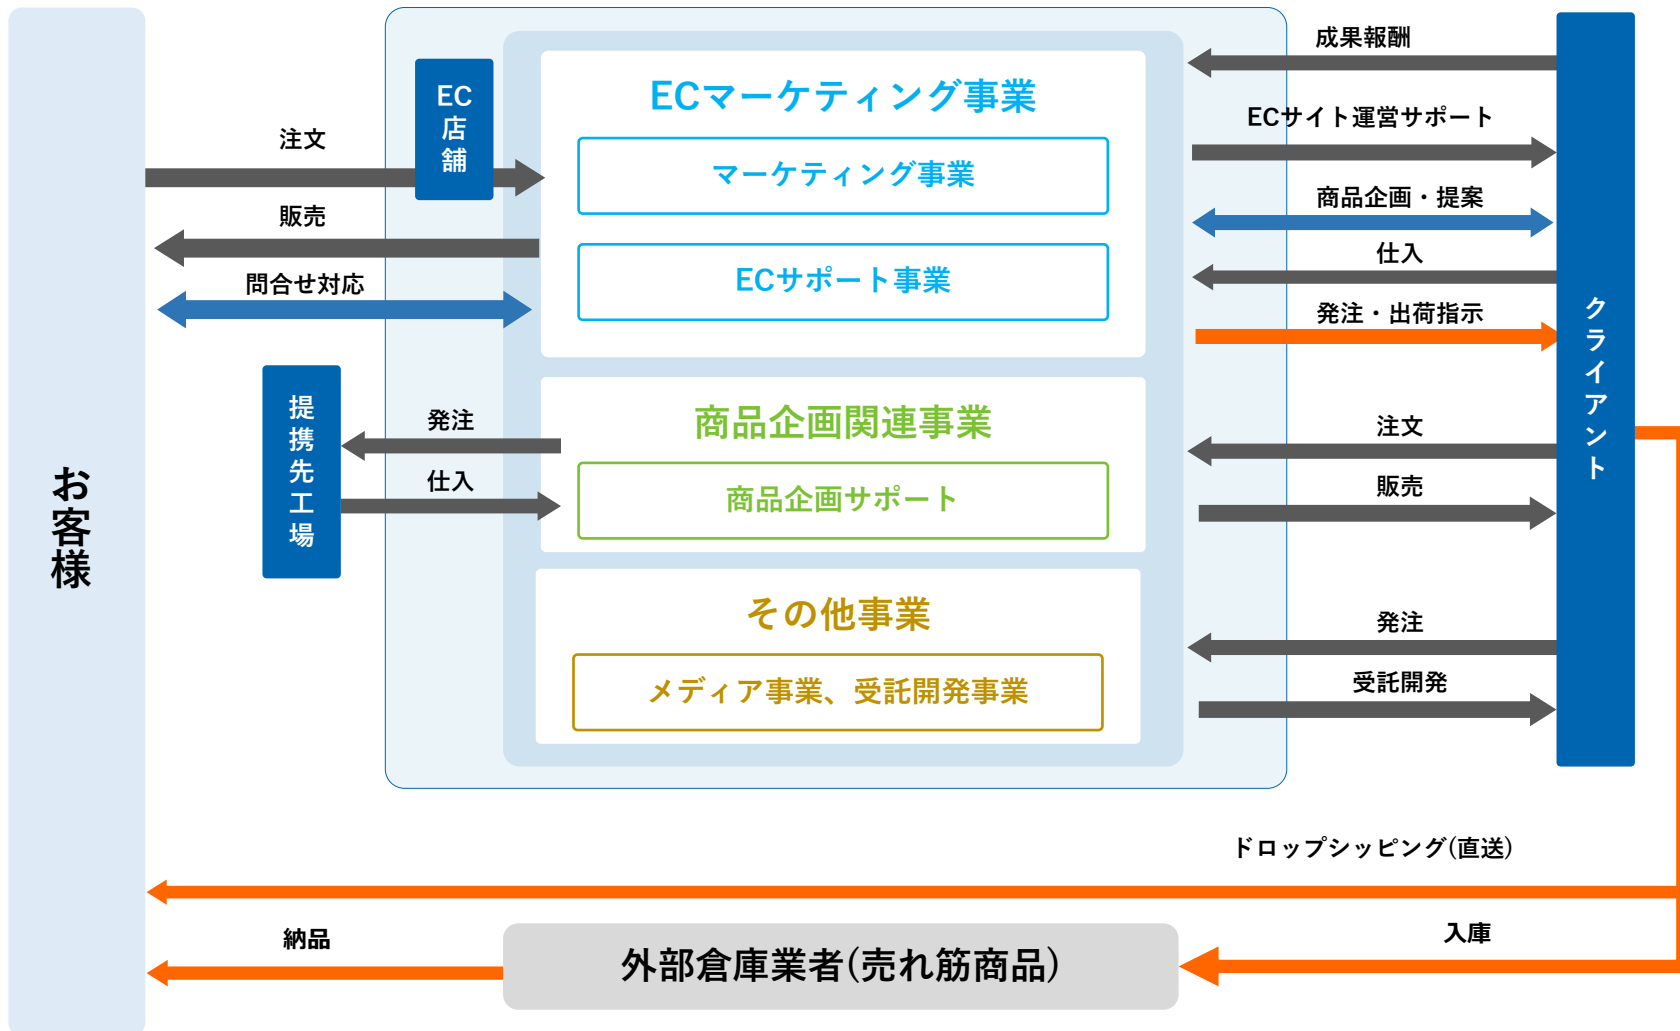 お客様
注文
販売
問合せ対応
EC店舗
提携先工場
発注
仕入
ECマーケティング事業
マーケティング事業
ECサポート事業
商品企画関連事業
商品企画サポート
その他事業
メディア事業、受託開発事業
成果報酬
ECサイト運営サポート
商品企画・提案
仕入
発注・出荷指示
注文
販売
発注
受託開発
クライアント
ドロップシッピング(直送)
納品
外部倉庫業者(売れ筋商品)
入庫